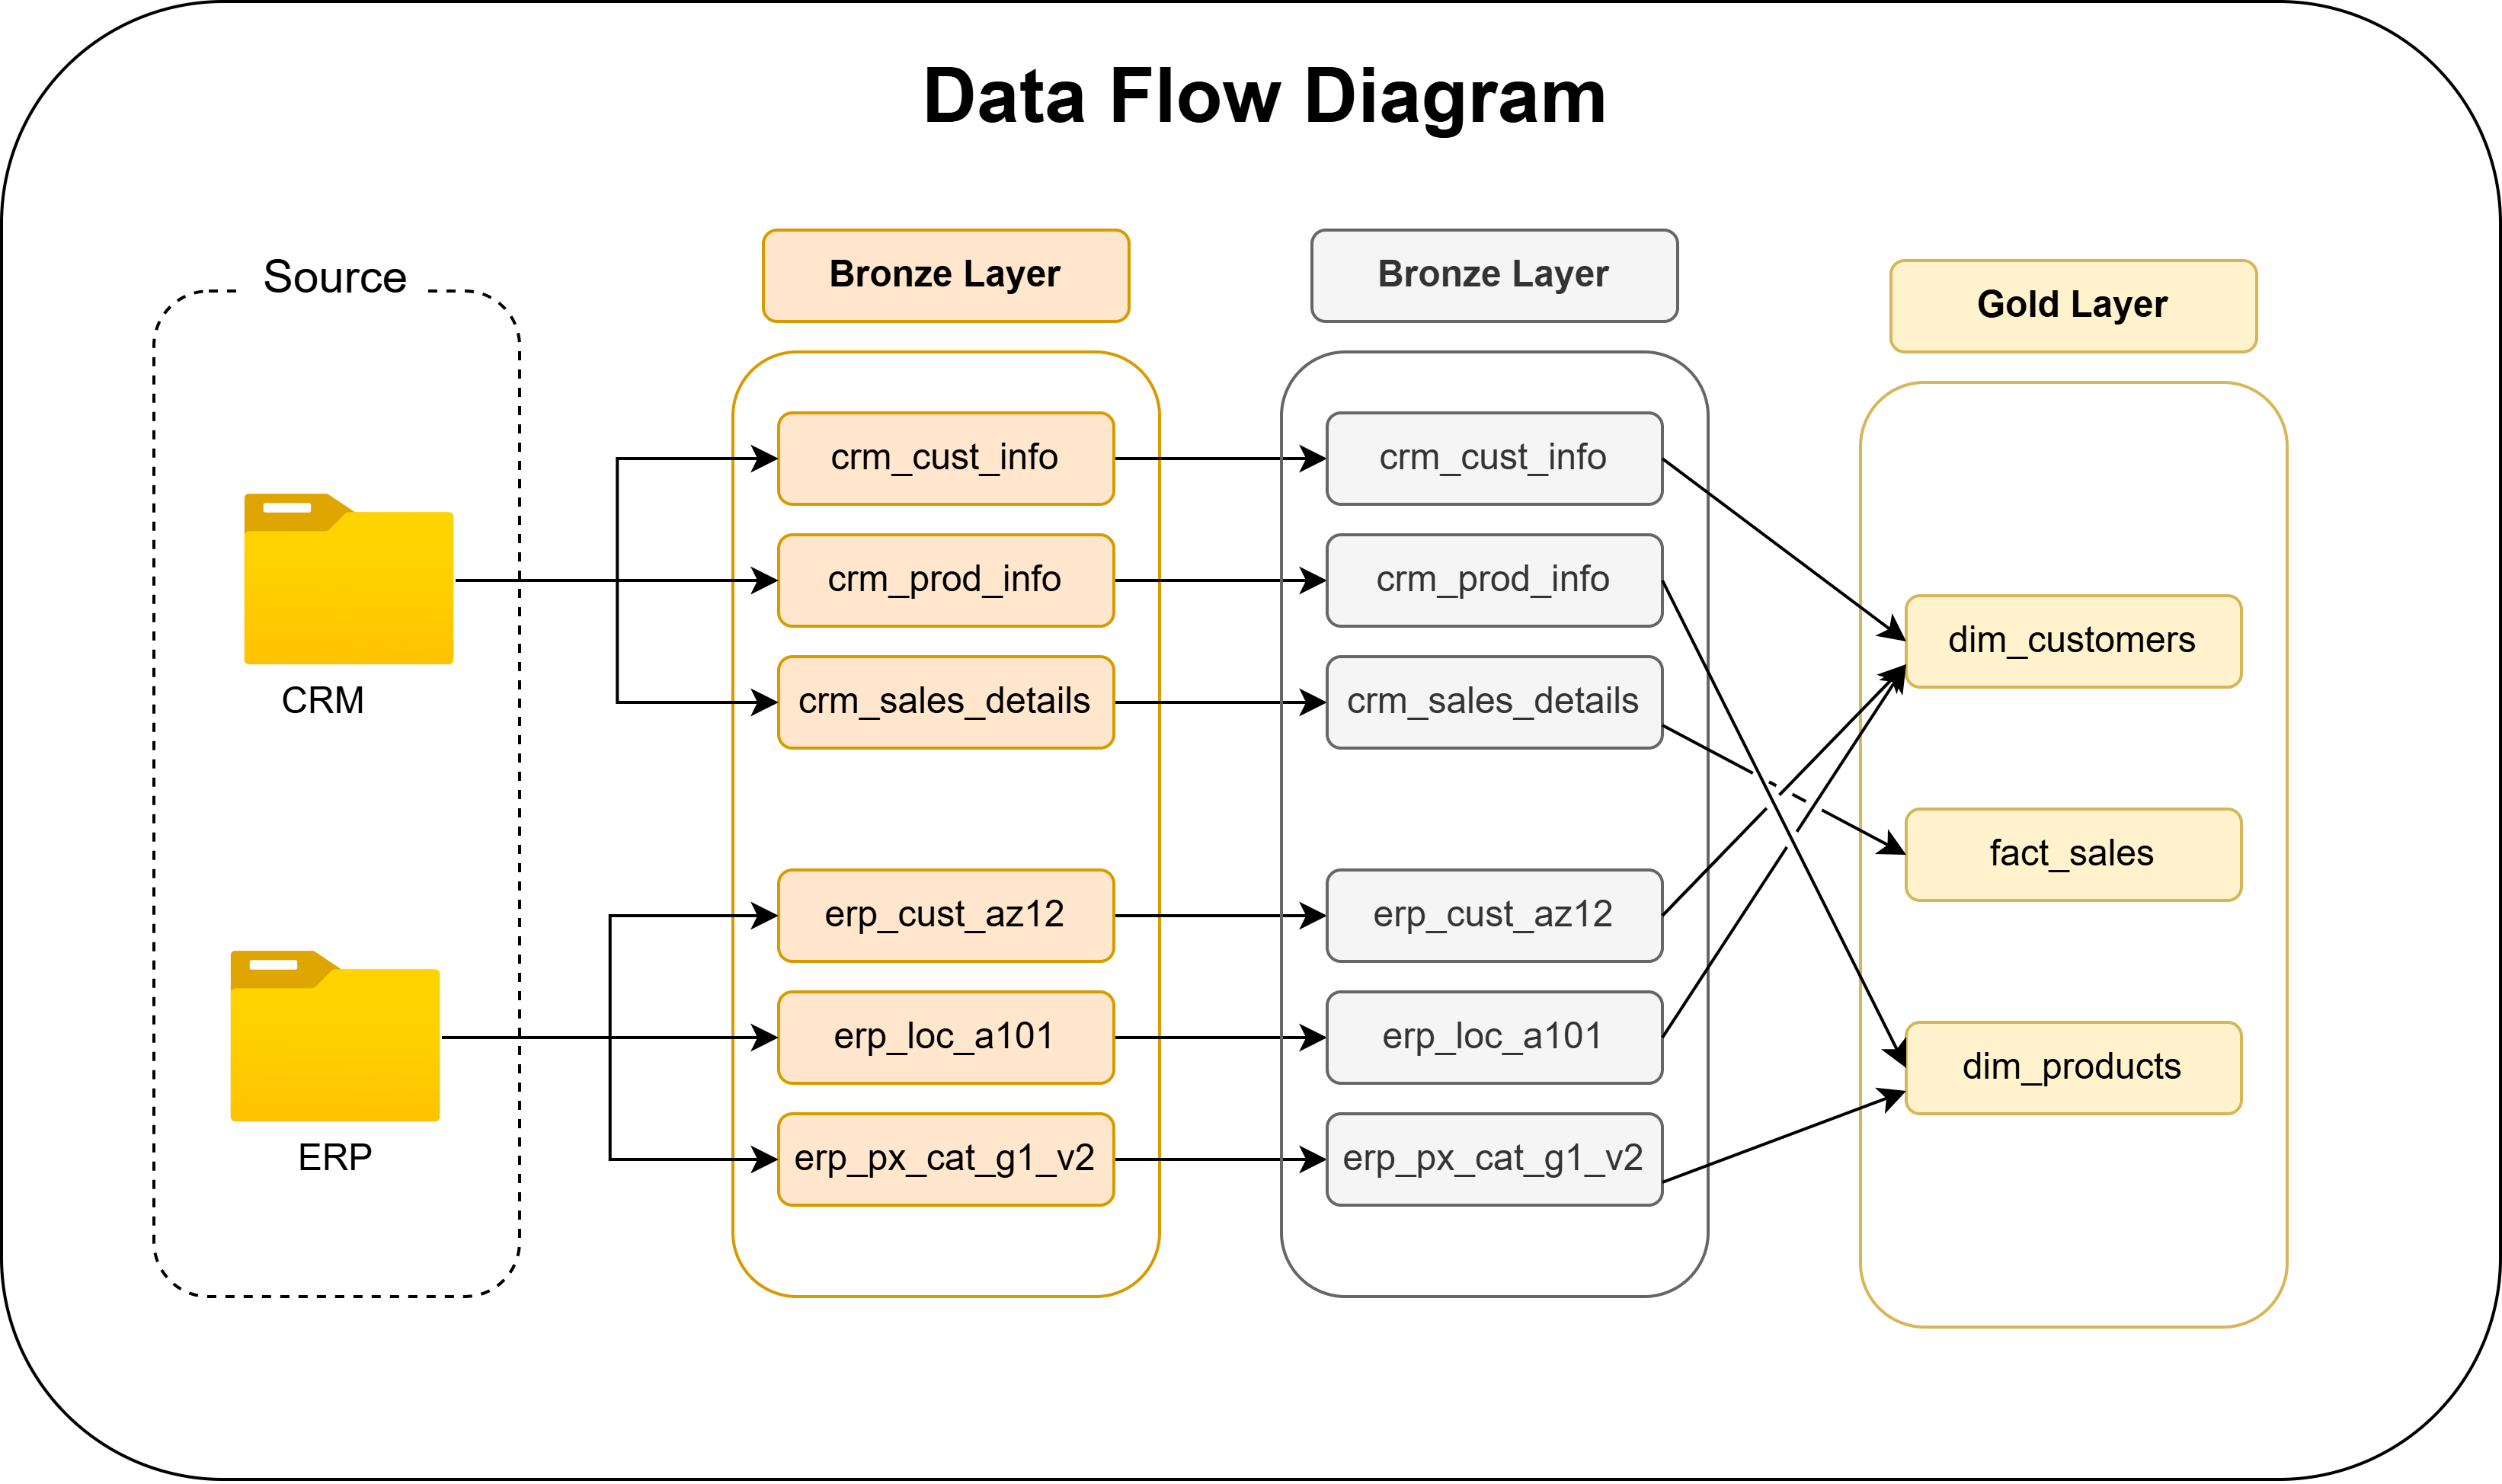 Data Flow Diagram
Source
CRM
ERP
Bronze Layer
crm_cust_info
crm_prod_info
crm_sales_details
erp_cust_az12
erp_loc_a101
erp_px_cat_g1_v2
Bronze Layer
crm_cust_info
crm_prod_info
crm_sales_details
erp_cust_az12
erp_loc_a101
erp_px_cat_g1_v2
Gold Layer
dim_customers
fact_sales
dim_products